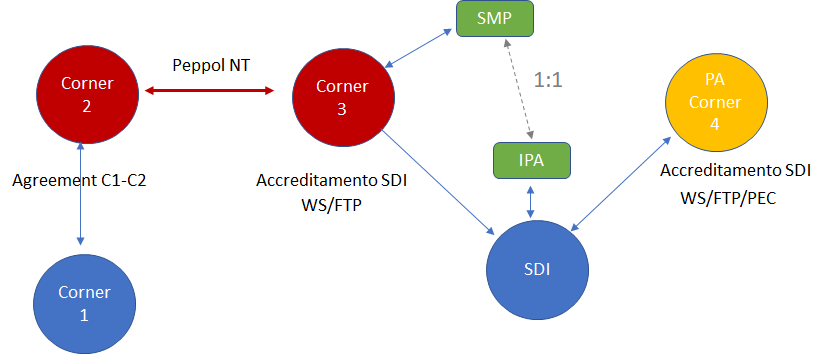 SMP
Peppol NT
Corner
2
Corner
3
1:1
PA
Corner
4
IPA
Agreement C1-C2
Accreditamento SDI
WS/FTP
Accreditamento SDI
WS/FTP/PEC
SDI
Corner
1